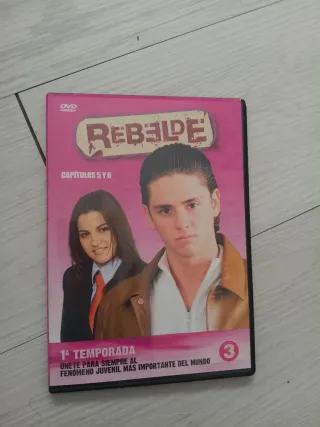 DVD
REBELDE
CAPÍTULOS 5 Y 6
1ª TEMPORADA
ÚNETE PARA SIEMPRE AL
FENÓMENO JUVENIL MÁS IMPORTANTE DEL MUNDO
3